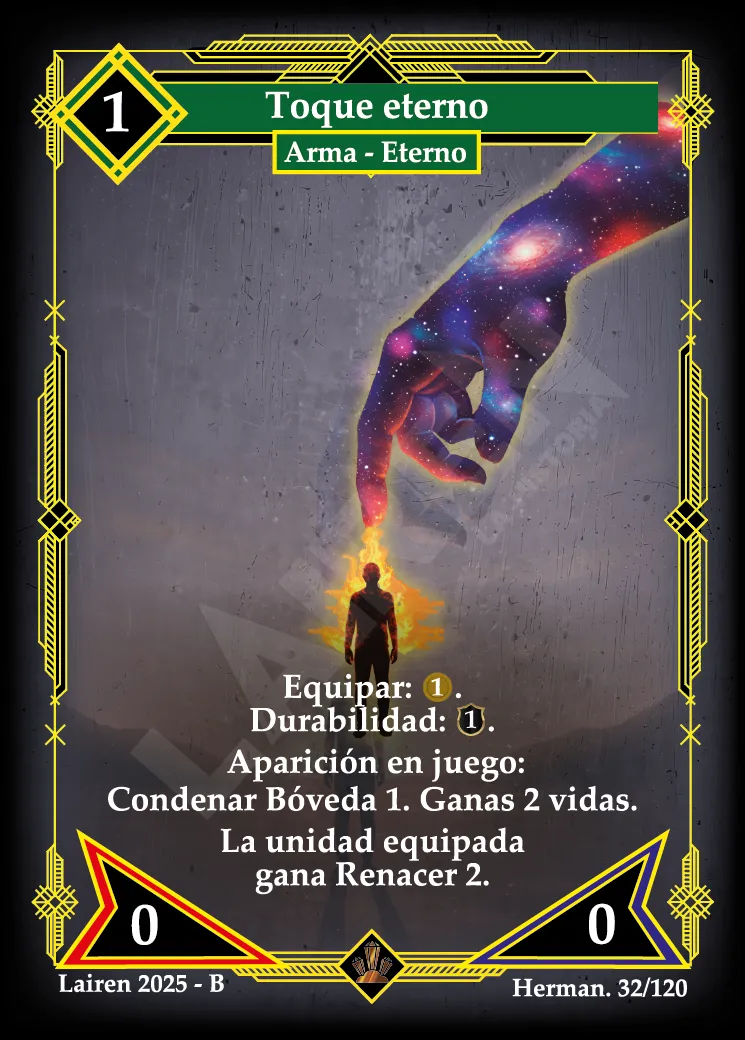 1
Toque eterno
Arma - Eterno
Equipar: 1.
Durabilidad: 1.
Aparición en juego:
Condenar Bóveda 1. Ganas 2 vidas.
La unidad equipada
gana Renacer 2.
0
0
Lairen 2025 - B
Herman. 32/120